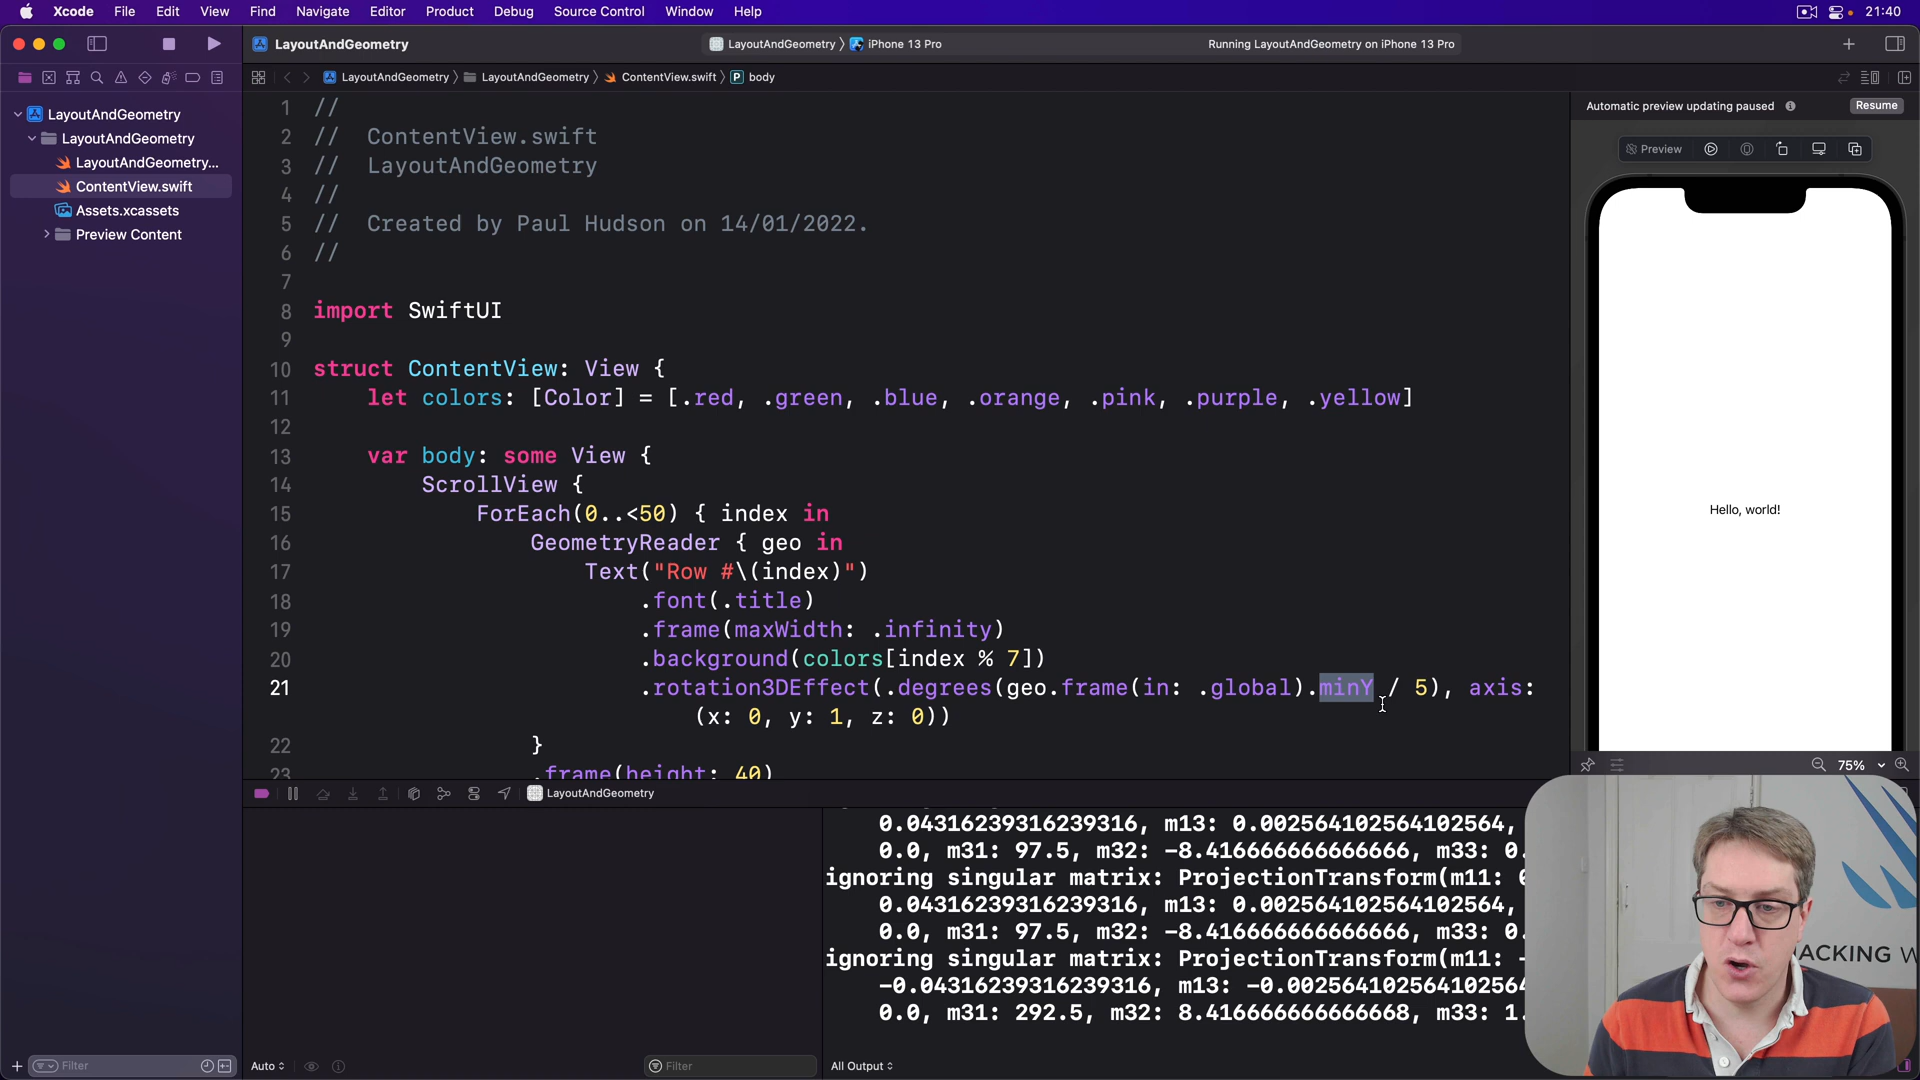 Xcode File Edit View Find Navigate Editor Product Debug Source Control Window Help 21:40
LayoutAndGeometry LayoutAndGeometry iPhone 13 Pro Running LayoutAndGeometry on iPhone 13 Pro
LayoutAndGeometry LayoutAndGeometry ContentView.swift P body
LayoutAndGeometry
LayoutAndGeometry
LayoutAndGeometry...
ContentView.swift
Assets.xcassets
Preview Content
1 //
2 // ContentView.swift
3 // LayoutAndGeometry
4 //
5 // Created by Paul Hudson on 14/01/2022.
6 //
7
8 import SwiftUI
9
10 struct ContentView: View {
11 let colors: [Color] = [.red, .green, .blue, .orange, .pink, .purple, .yellow]
12
13 var body: some View {
14 ScrollView {
15 ForEach(0..<50) { index in
16 GeometryReader { geo in
17 Text("Row #\(index)")
18 .font(.title)
19 .frame(maxWidth: .infinity)
20 .background(colors[index % 7])
21 .rotation3DEffect(.degrees(geo.frame(in: .global).minY / 5), axis:
(x: 0, y: 1, z: 0))
22 }
23 .frame(height: 40)
Automatic preview updating paused Resume
Preview
Hello, world!
75%
LayoutAndGeometry
0.04316239316239316, m13: 0.002564102564102564,
0.0, m31: 97.5, m32: -8.416666666666666, m33: 0.
ignoring singular matrix: ProjectionTransform(m11: 0
0.04316239316239316, m13: 0.002564102564102564,
0.0, m31: 97.5, m32: -8.416666666666666, m33: 0.
ignoring singular matrix: ProjectionTransform(m11: -
-0.04316239316239316, m13: -0.002564102564102564
0.0, m31: 292.5, m32: 8.416666666666668, m33: 1.
HACKING W
Filter
Auto
Filter
All Output